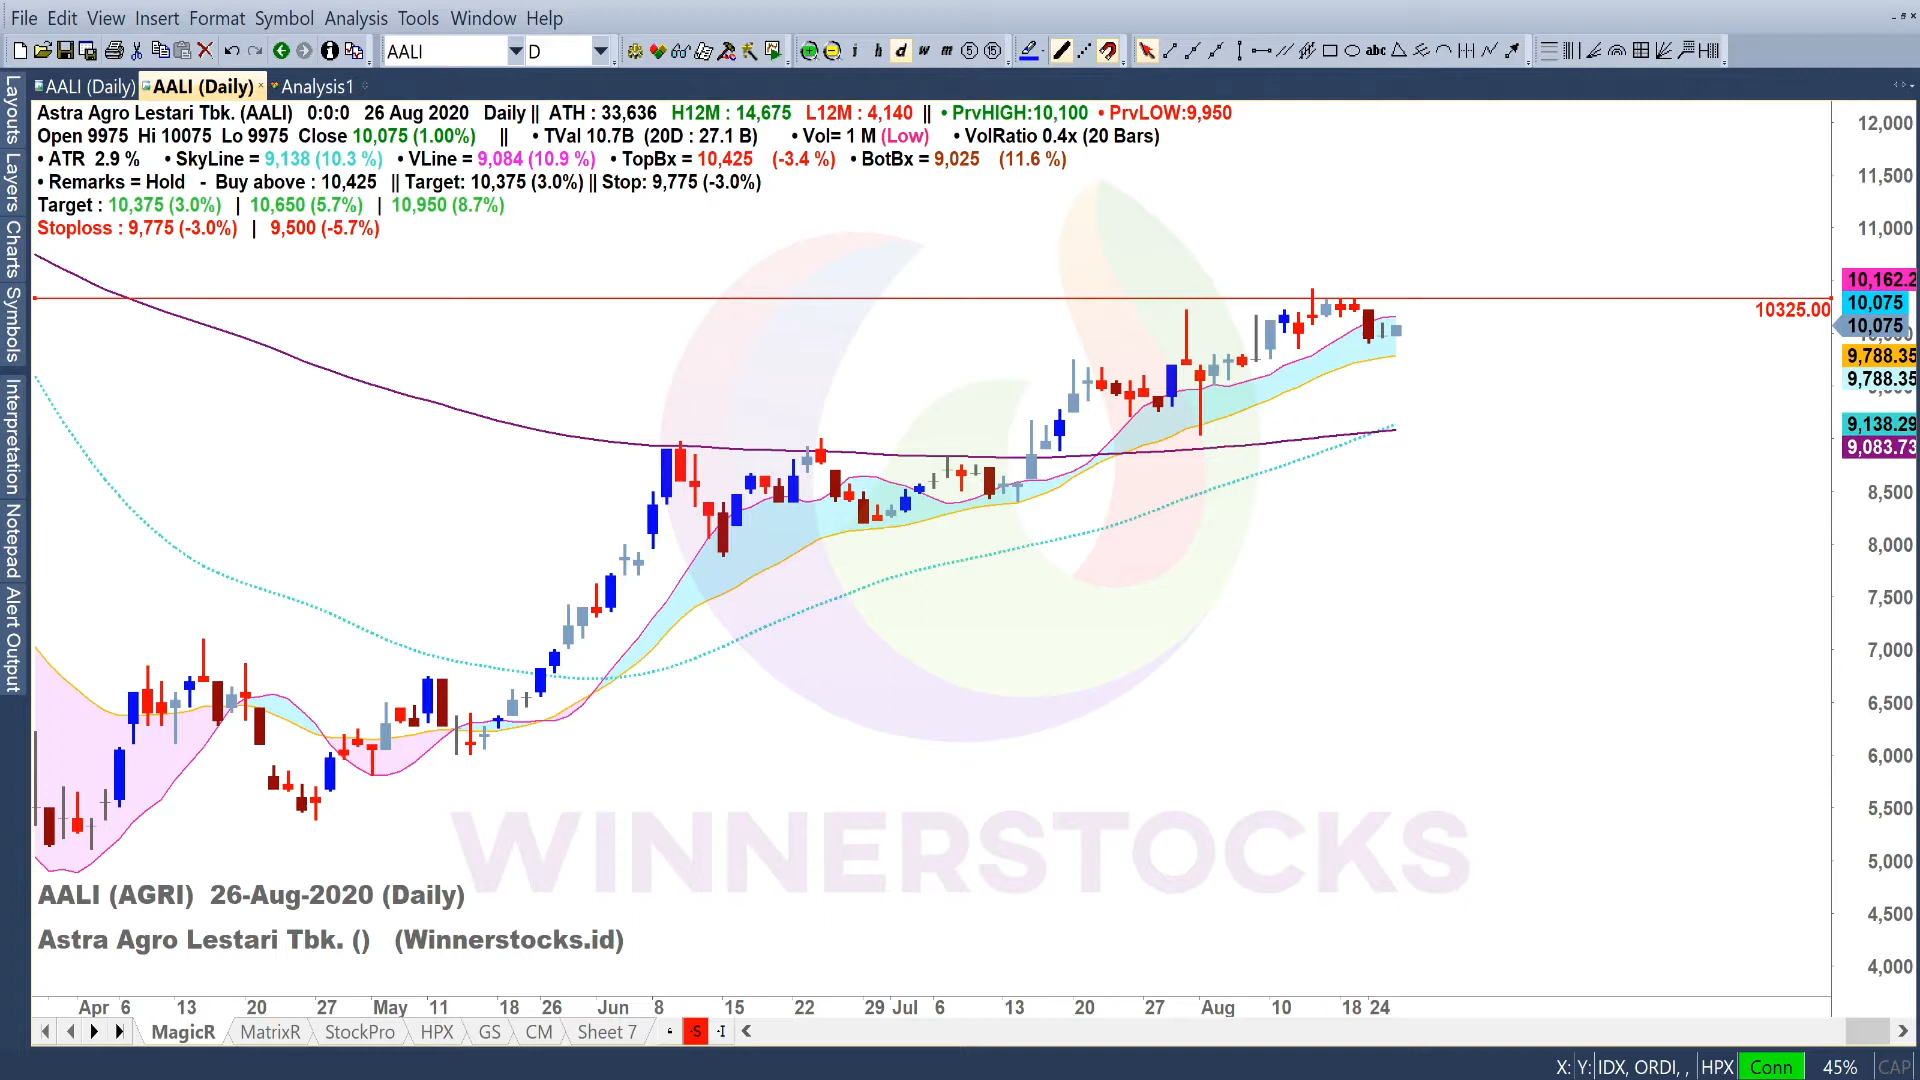 File Edit View Insert Format Symbol Analysis Tools Window Help
AALI D i h d w m 5 15 abc
AALI (Daily) AALI (Daily) Analysis1
Astra Agro Lestari Tbk. (AALI) 0:0:0 26 Aug 2020 Daily || ATH : 33,636 H12M : 14,675 L12M : 4,140 || • PrvHIGH:10,100 • PrvLOW:9,950
Open 9975 Hi 10075 Lo 9975 Close 10,075 (1.00%) || • TVal 10.7B (20D : 27.1 B) • Vol= 1 M (Low) • VolRatio 0.4x (20 Bars)
• ATR 2.9 % • SkyLine = 9,138 (10.3 %) • VLine = 9,084 (10.9 %) • TopBx = 10,425 (-3.4 %) • BotBx = 9,025 (11.6 %)
• Remarks = Hold - Buy above : 10,425 || Target: 10,375 (3.0%) || Stop: 9,775 (-3.0%)
Target : 10,375 (3.0%) | 10,650 (5.7%) | 10,950 (8.7%)
Stoploss : 9,775 (-3.0%) | 9,500 (-5.7%)
Layouts
Layers
Charts
Symbols
Interpretation
Notepad
Alert Output
12,000
11,500
11,000
10,162.2
10,075
10325.00
10,075
9,788.35
9,788.35
9,138.29
9,083.73
8,500
8,000
7,500
7,000
6,500
6,000
5,500
5,000
4,500
4,000
WINNERSTOCKS
AALI (AGRI) 26-Aug-2020 (Daily)
Astra Agro Lestari Tbk. () (Winnerstocks.id)
Apr 6 13 20 27 May 11 18 26 Jun 8 15 22 29 Jul 6 13 20 27 Aug 10 18 24
MagicR MatrixR StockPro HPX GS CM Sheet 7 S I
X: Y: IDX, ORDI, , HPX Conn 45% CAP